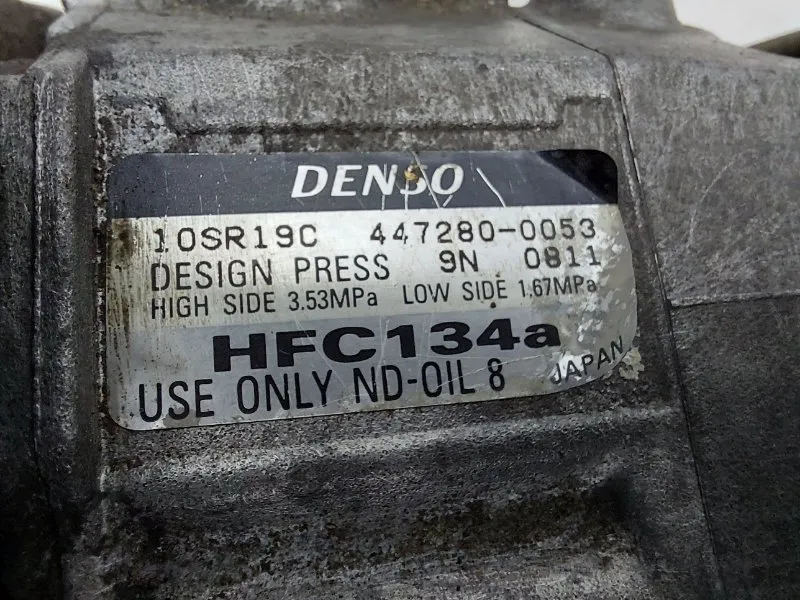 DENSO
10SR19C 447280-0053
DESIGN PRESS 9N 0811
HIGH SIDE 3.53MPa LOW SIDE 1.67MPa
HFC134a
USE ONLY ND-OIL 8 JAPAN